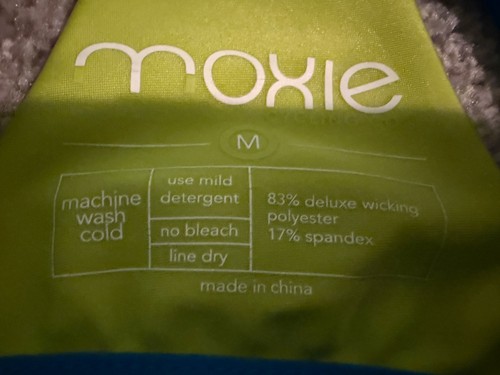 moxie
M
machine
wash
cold
use mild
detergent
no bleach
line dry
83% deluxe wicking
polyester
17% spandex
made in china